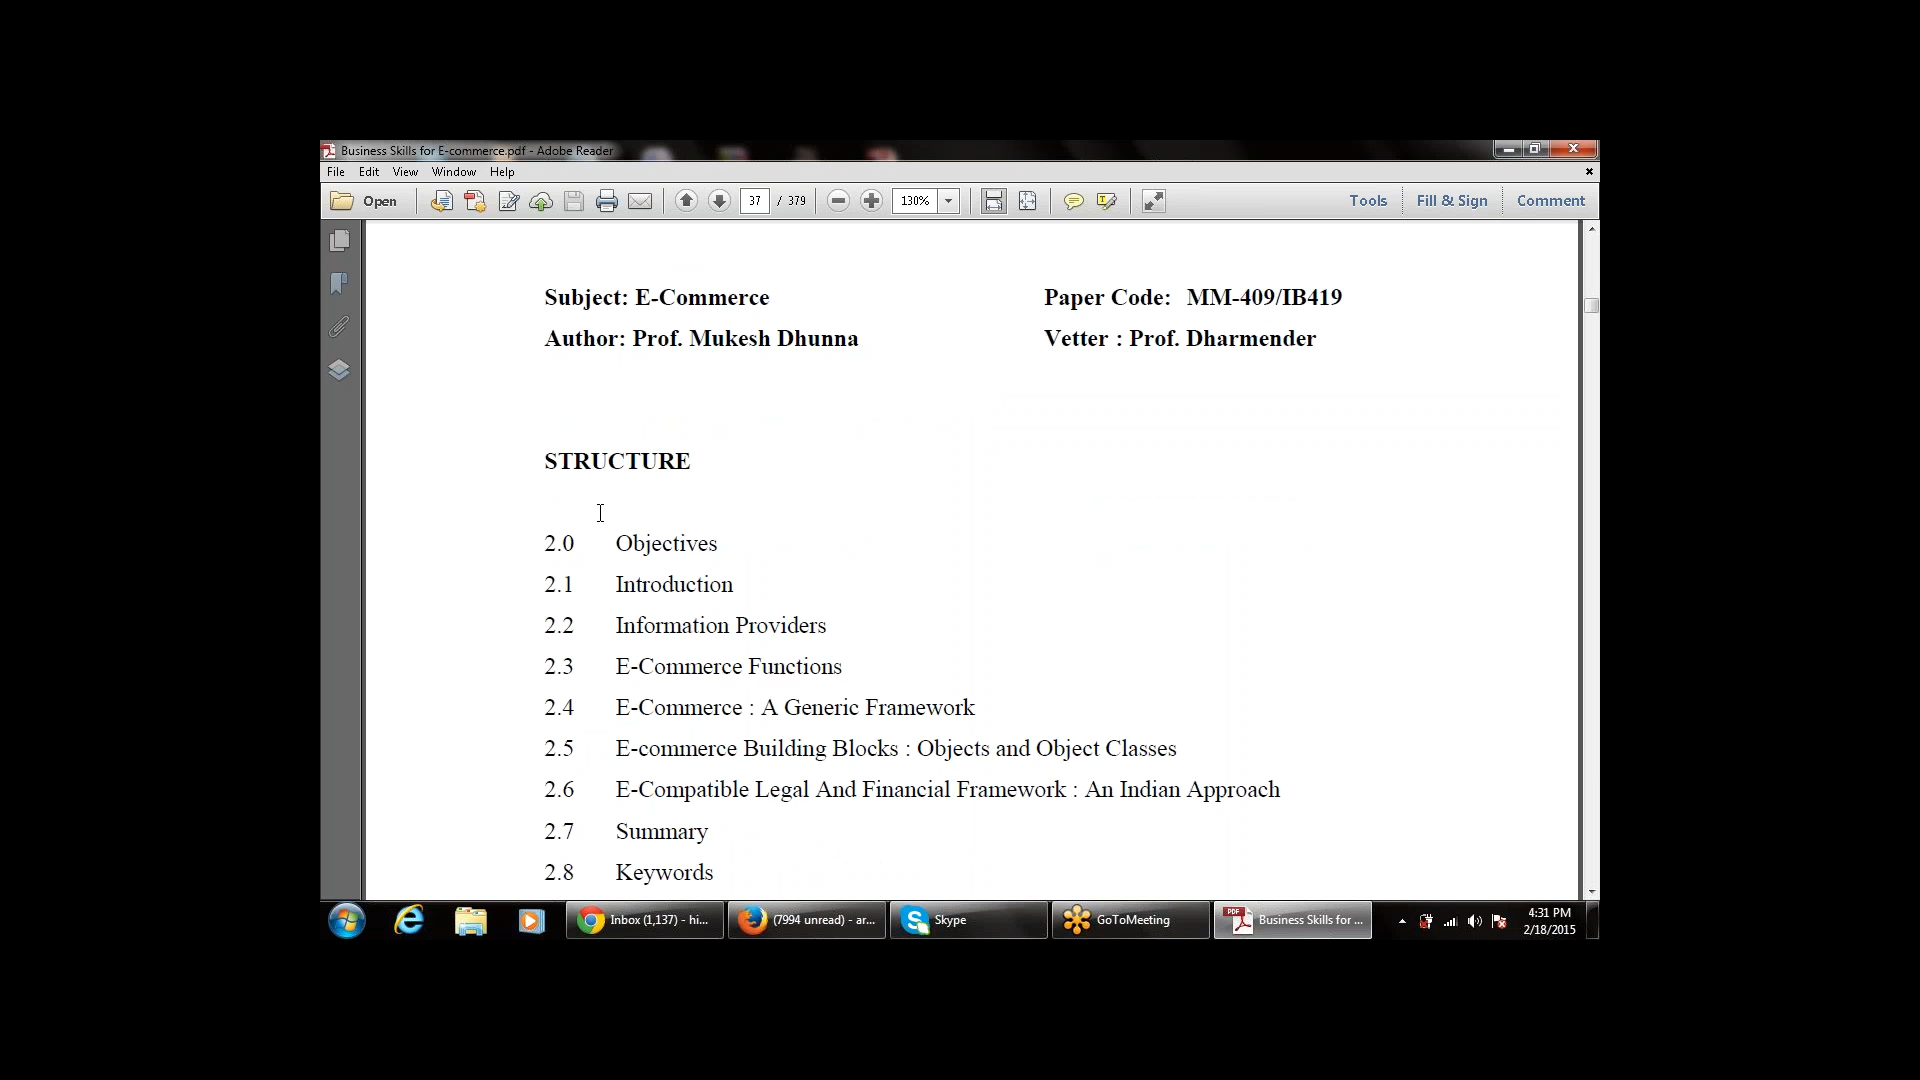 Business Skills for E-commerce.pdf - Adobe Reader
File Edit View Window Help
Open 37 / 379 130% Tools Fill & Sign Comment
Subject: E-Commerce Paper Code: MM-409/IB419
Author: Prof. Mukesh Dhunna Vetter : Prof. Dharmender
STRUCTURE
2.0 Objectives
2.1 Introduction
2.2 Information Providers
2.3 E-Commerce Functions
2.4 E-Commerce : A Generic Framework
2.5 E-commerce Building Blocks : Objects and Object Classes
2.6 E-Compatible Legal And Financial Framework : An Indian Approach
2.7 Summary
2.8 Keywords
Inbox (1,137) - hi... (7994 unread) - ar... Skype GoToMeeting PDF Business Skills for ... 4:31 PM
2/18/2015